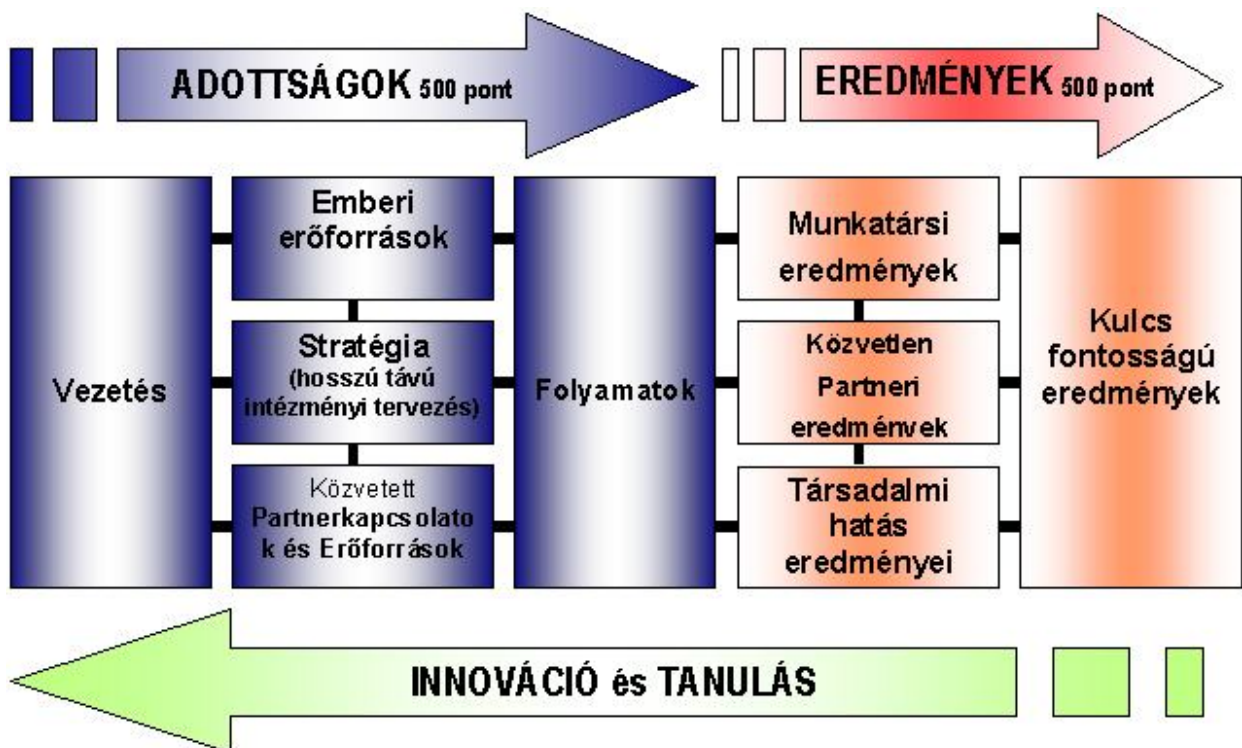 ADOTTSÁGOK 500 pont
EREDMÉNYEK 500 pont
Vezetés
Emberi
erőforrások
Stratégia
(hosszú távú
intézményi tervezés)
Közvetett
Partnerkapcsolato
k és Erőforrások
Folyamatok
Munkatársi
eredmények
Közvetlen
Partneri
eredmények
Társadalmi
hatás
eredményei
Kulcs
fontosságú
eredmények
INNOVÁCIÓ és TANULÁS